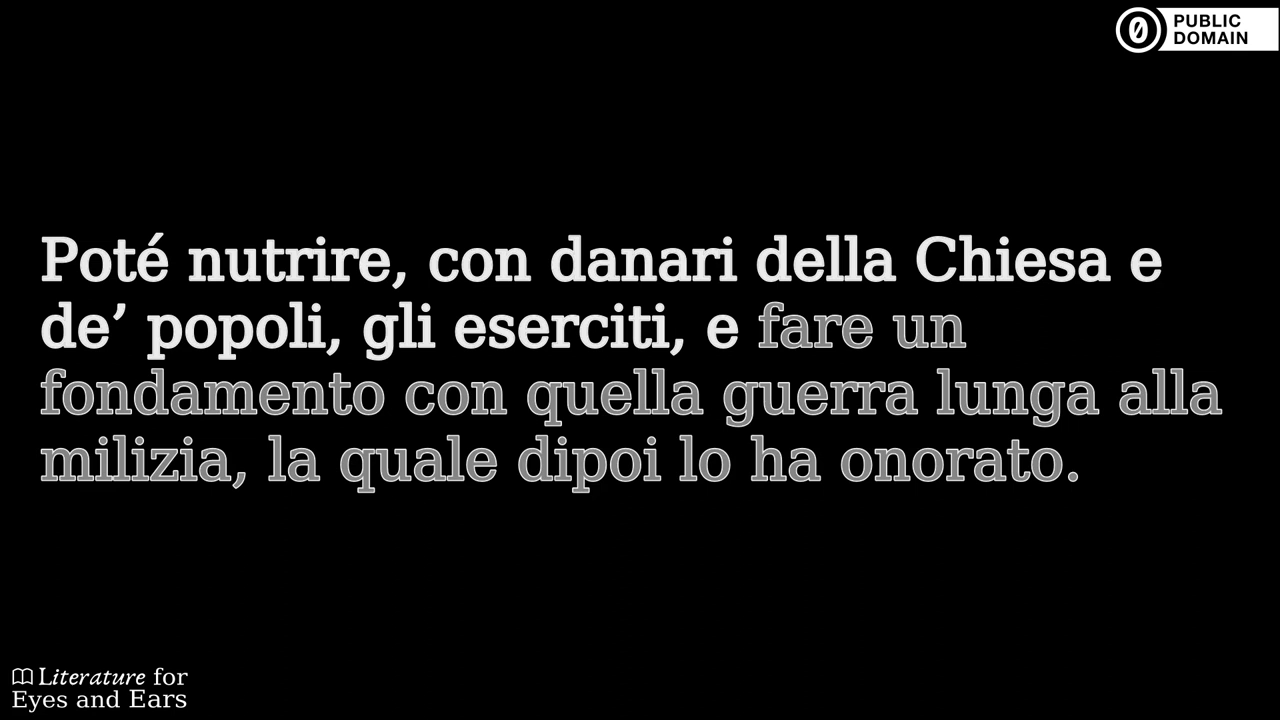 PUBLIC
DOMAIN
Poté nutrire, con danari della Chiesa e
de’ popoli, gli eserciti, e fare un
fondamento con quella guerra lunga alla
milizia, la quale dipoi lo ha onorato.
Literature for
Eyes and Ears